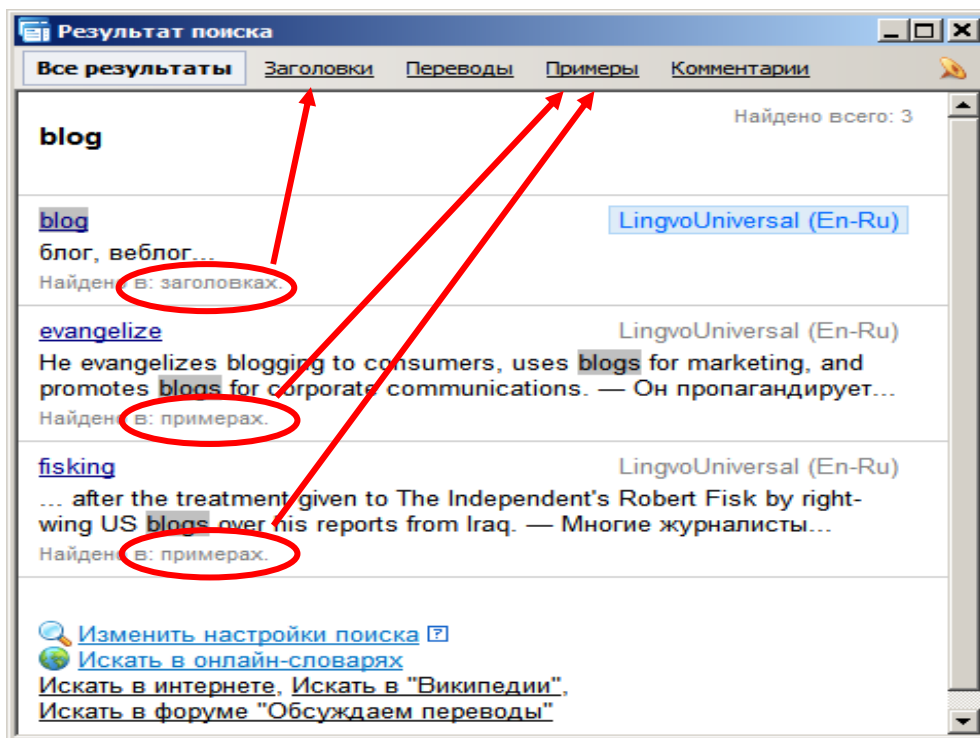 Результат поиска
Все результаты Заголовки Переводы Примеры Комментарии
Найдено всего: 3
blog
blog LingvoUniversal (En-Ru)
блог, веблог...
Найдено в: заголовках.
evangelize LingvoUniversal (En-Ru)
He evangelizes blogging to consumers, uses blogs for marketing, and
promotes blogs for corporate communications. — Он пропагандирует...
Найдено в: примерах.
fisking LingvoUniversal (En-Ru)
... after the treatment given to The Independent's Robert Fisk by right-
wing US blogs over his reports from Iraq. — Многие журналисты...
Найдено в: примерах.
Изменить настройки поиска ?
Искать в онлайн-словарях
Искать в интернете, Искать в "Википедии",
Искать в форуме "Обсуждаем переводы"